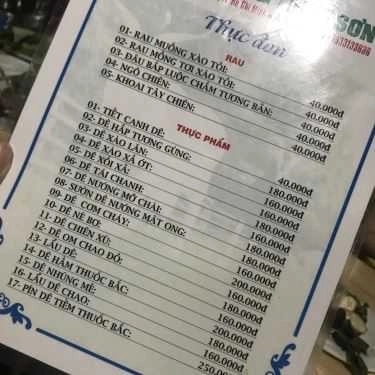 SƠN
Thực đơn
RAU
01- RAU MUỐNG XÀO TỎI: 40.000đ
02- RAU MỒNG TƠI XÀO TỎI: 40.000đ
03- ĐẬU BẮP LUỘC CHẤM TƯƠNG BẦN: 40.000đ
04- NGÔ CHIÊN: 40.000đ
05- KHOAI TÂY CHIÊN: 40.000đ
THỰC PHẨM
01: TIẾT CANH DÊ: 40.000đ
02- DÊ HẤP TƯƠNG GỪNG: 180.000đ
03: DÊ XÀO LĂN: 160.000đ
04- DÊ XÀO XẢ ỚT: 160.000đ
05- DÊ XÔI XẢ: 180.000đ
06- DÊ TÁI CHANH: 180.000đ
07- DÊ NƯỚNG MỠ CHÀI: 160.000đ
08- SƯỜN DÊ NƯỚNG MẬT ONG: 180.000đ
09- DÊ CƠM CHÁY: 160.000đ
10- DÊ NÉ BƠ: 180.000đ
11- DÊ CHIÊN XÙ: 160.000đ
12- DÊ OM CHAO ĐỎ: 200.000đ
13- LẨU DÊ: 160.000đ
14- DÊ HẦM THUỐC BẮC: 200.000đ
15- DÊ NHÚNG MẺ: 180.000đ
16- LẨU DÊ CHAO: 160.000đ
17- PÍN DÊ TIỀM THUỐC BẮC: 250.00